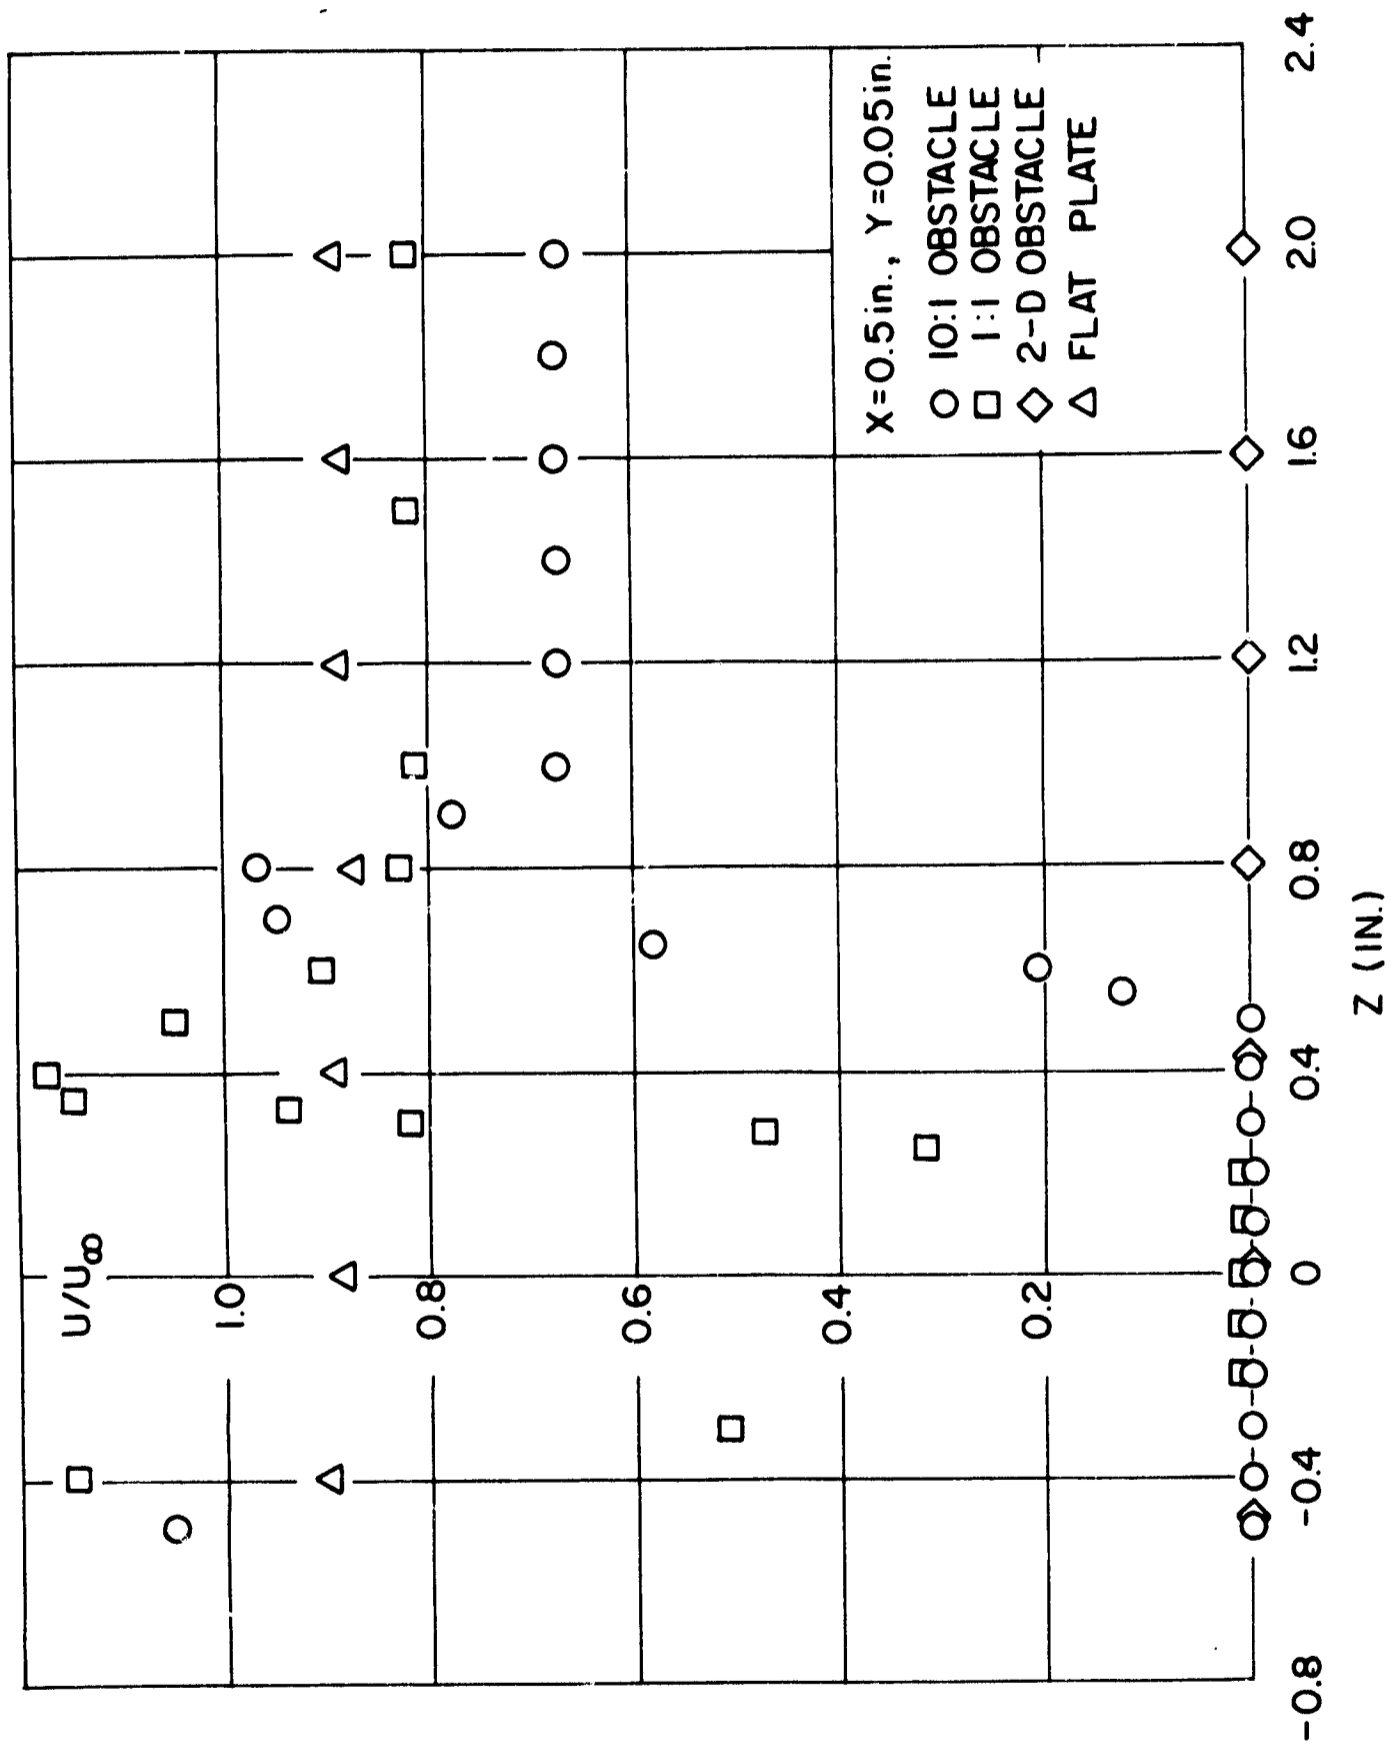 U/U∞
1.0
0.8
0.6
0.4
0.2
X=0.5in., Y=0.05in.
○ 10:1 OBSTACLE
□ 1:1 OBSTACLE
◇ 2-D OBSTACLE
△ FLAT PLATE
-0.8 -0.4 0 0.4 0.8 1.2 1.6 2.0 2.4
Z (IN.)